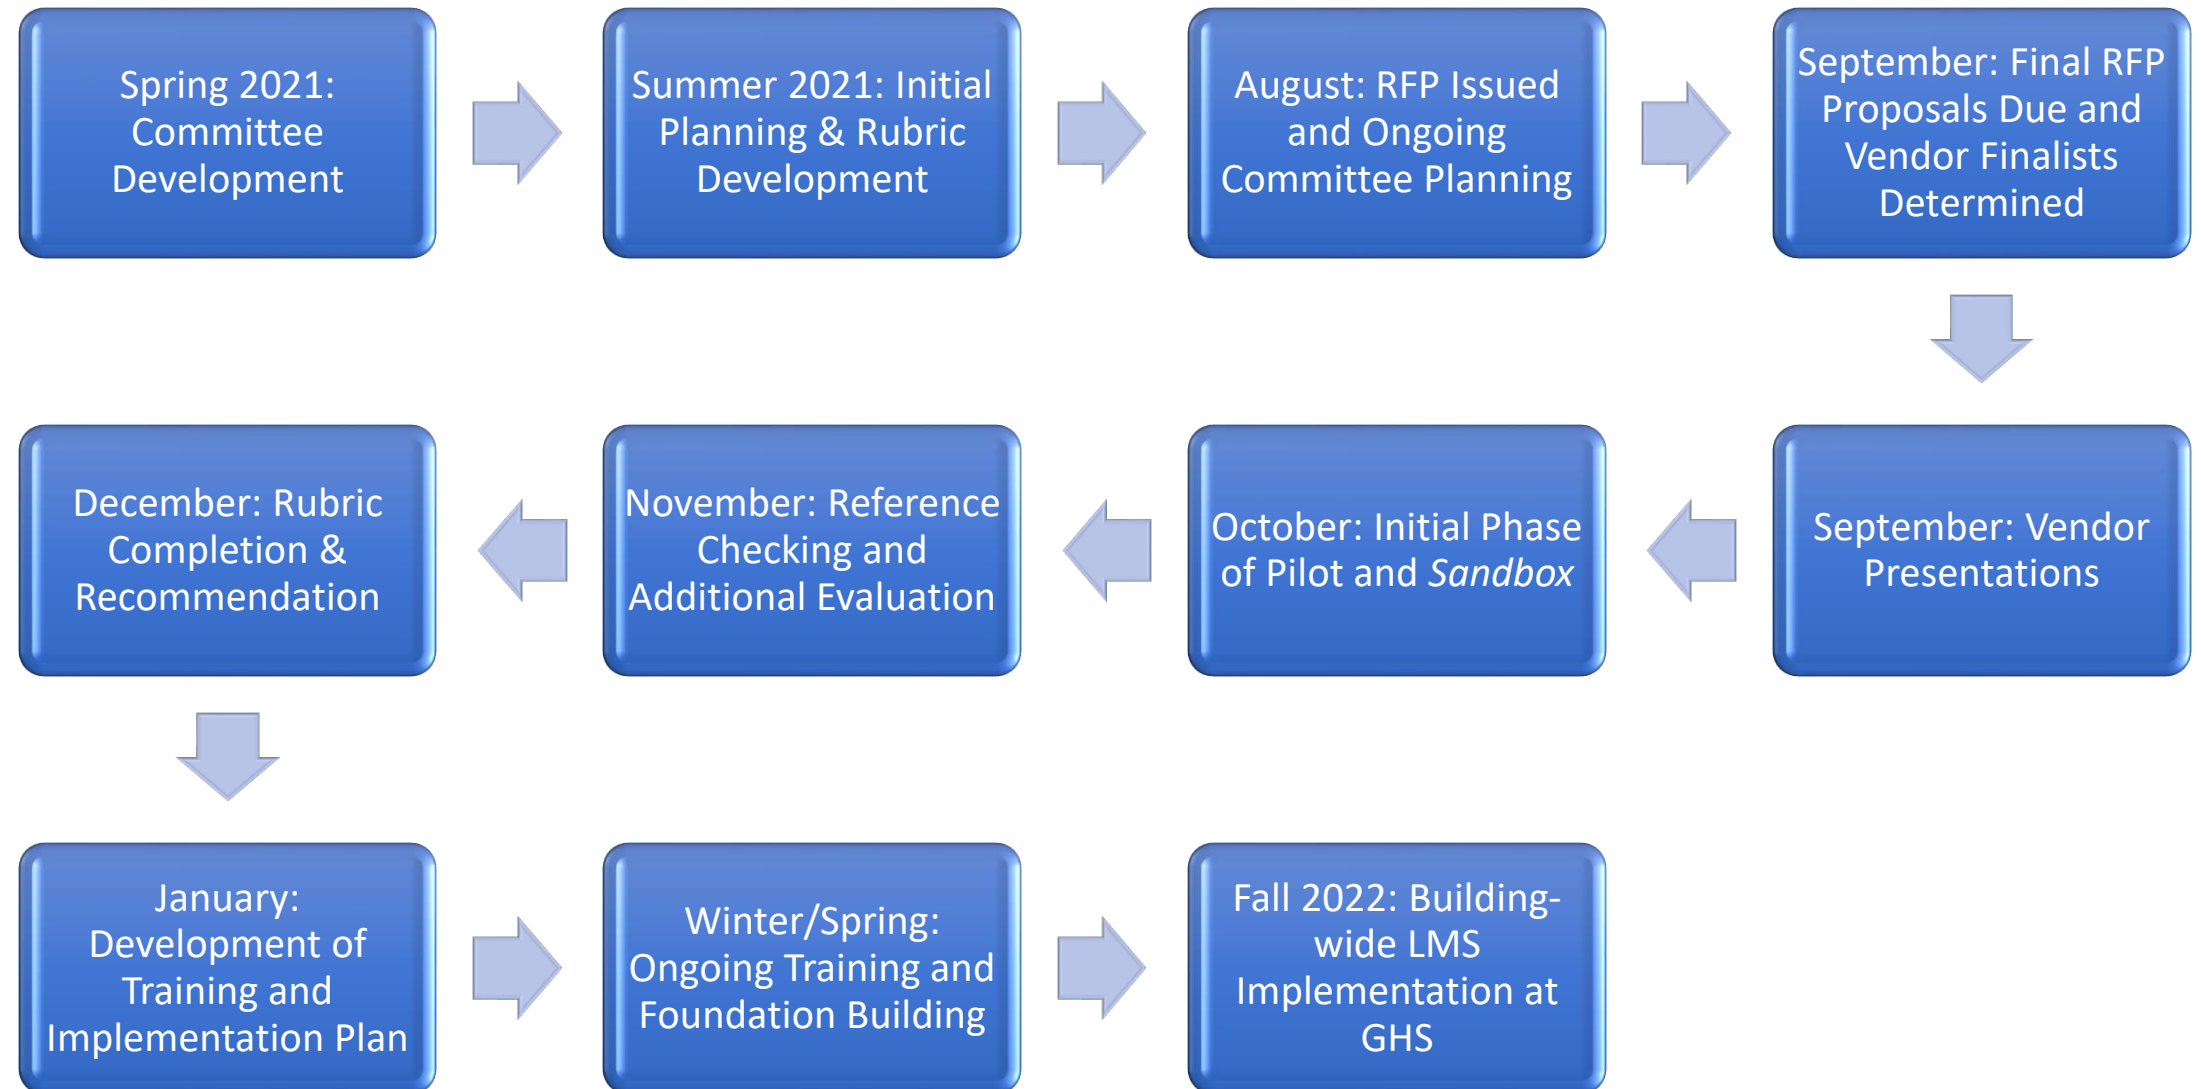 Spring 2021:
Committee
Development
Summer 2021: Initial
Planning & Rubric
Development
August: RFP Issued
and Ongoing
Committee Planning
September: Final RFP
Proposals Due and
Vendor Finalists
Determined
September: Vendor
Presentations
October: Initial Phase
of Pilot and Sandbox
November: Reference
Checking and
Additional Evaluation
December: Rubric
Completion &
Recommendation
January:
Development of
Training and
Implementation Plan
Winter/Spring:
Ongoing Training and
Foundation Building
Fall 2022: Building-
wide LMS
Implementation at
GHS